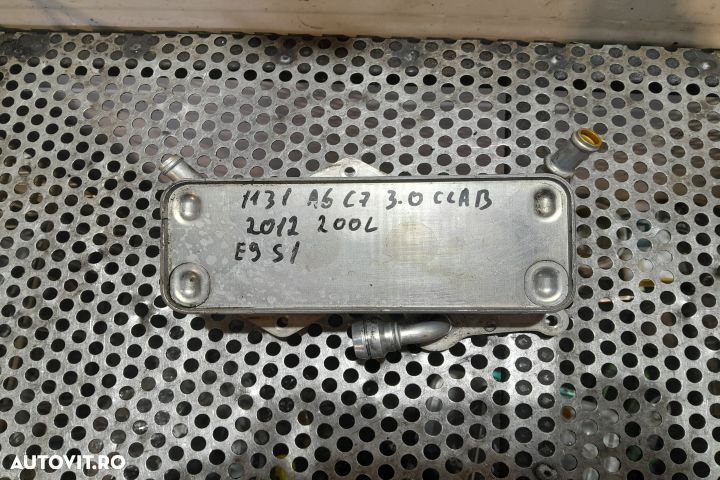 1131 A6 C7 3.0 CLAB
2012 200L
E9 S1
AUTOVIT.RO